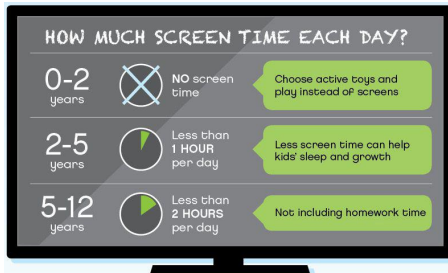 HOW MUCH SCREEN TIME EACH DAY?
0-2
years
NO screen
time
Choose active toys and
play instead of screens
2-5
years
Less than
1 HOUR
per day
Less screen time can help
kids' sleep and growth
5-12
years
Less than
2 HOURS
per day
Not including homework time